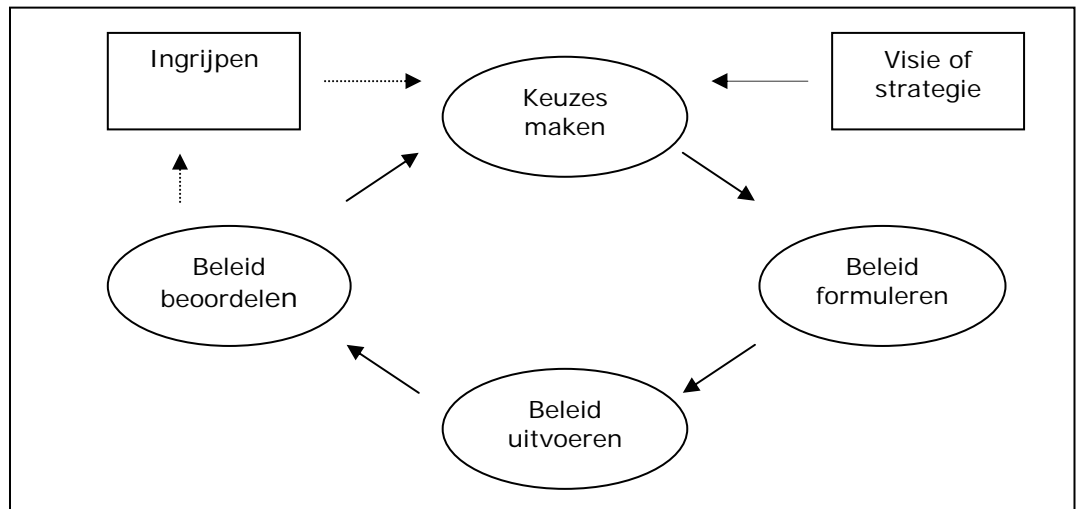 Ingrijpen
Keuzes
maken
Visie of
strategie
Beleid
beoordelen
Beleid
formuleren
Beleid
uitvoeren